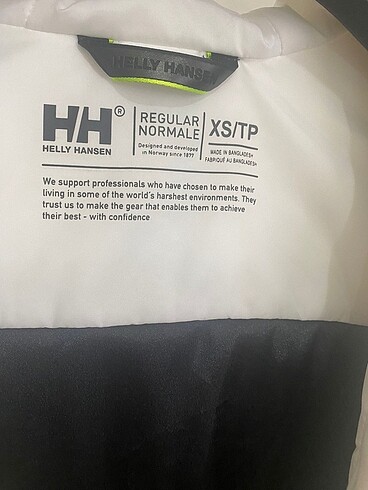 HELLY HANSEN
HH®
HELLY HANSEN
REGULAR
NORMALE
Designed and developed
in Norway since 1877
XS/TP
MADE IN BANGLADESH
FABRIQUÉ AU BANGLADESH
We support professionals who have chosen to make their
living in some of the world's harshest environments. They
trust us to make the gear that enables them to achieve
their best - with confidence